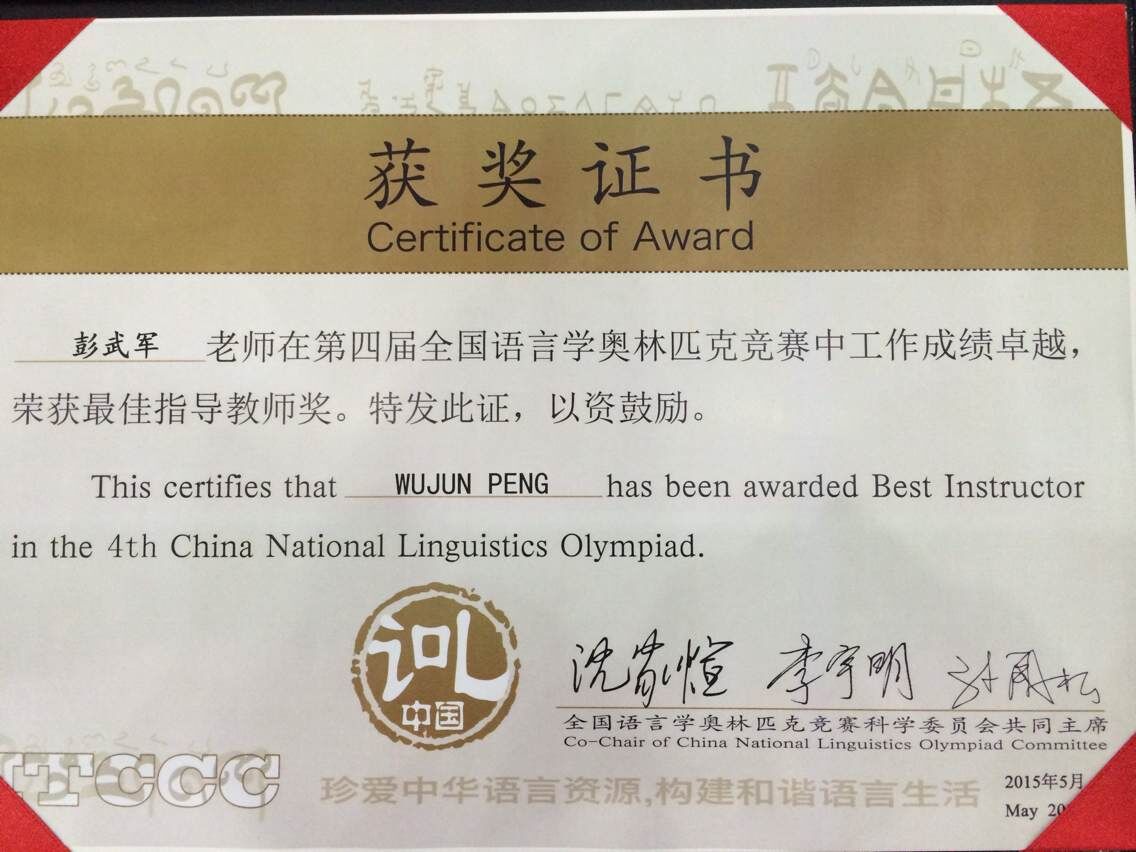 获奖证书
Certificate of Award
彭武军 老师在第四届全国语言学奥林匹克竞赛中工作成绩卓越，
荣获最佳指导教师奖。特发此证，以资鼓励。
This certifies that WUJUN PENG has been awarded Best Instructor
in the 4th China National Linguistics Olympiad.
中国
沈 李宇明
全国语言学奥林匹克竞赛科学委员会共同主席
Co-Chair of China National Linguistics Olympiad Committee
TCCC
珍爱中华语言资源,构建和谐语言生活
2015年5月
May 20